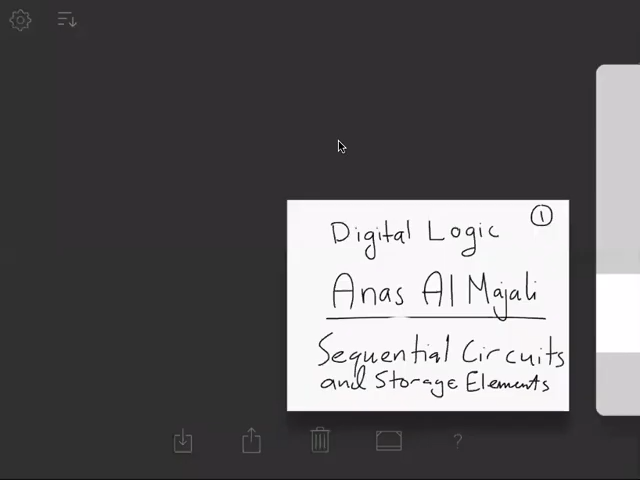 ①
Digital Logic
Anas Al Majali
Sequential Circuits
and Storage Elements
?